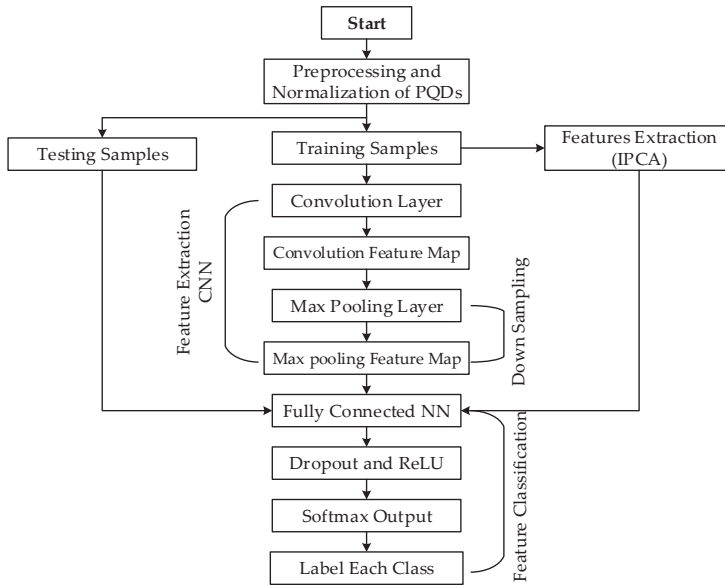 Start
Preprocessing and
Normalization of PQDs
Testing Samples
Training Samples
Features Extraction
(IPCA)
Convolution Layer
Convolution Feature Map
Max Pooling Layer
Max pooling Feature Map
Feature Extraction
CNN
Down Sampling
Fully Connected NN
Dropout and ReLU
Softmax Output
Label Each Class
Feature Classification